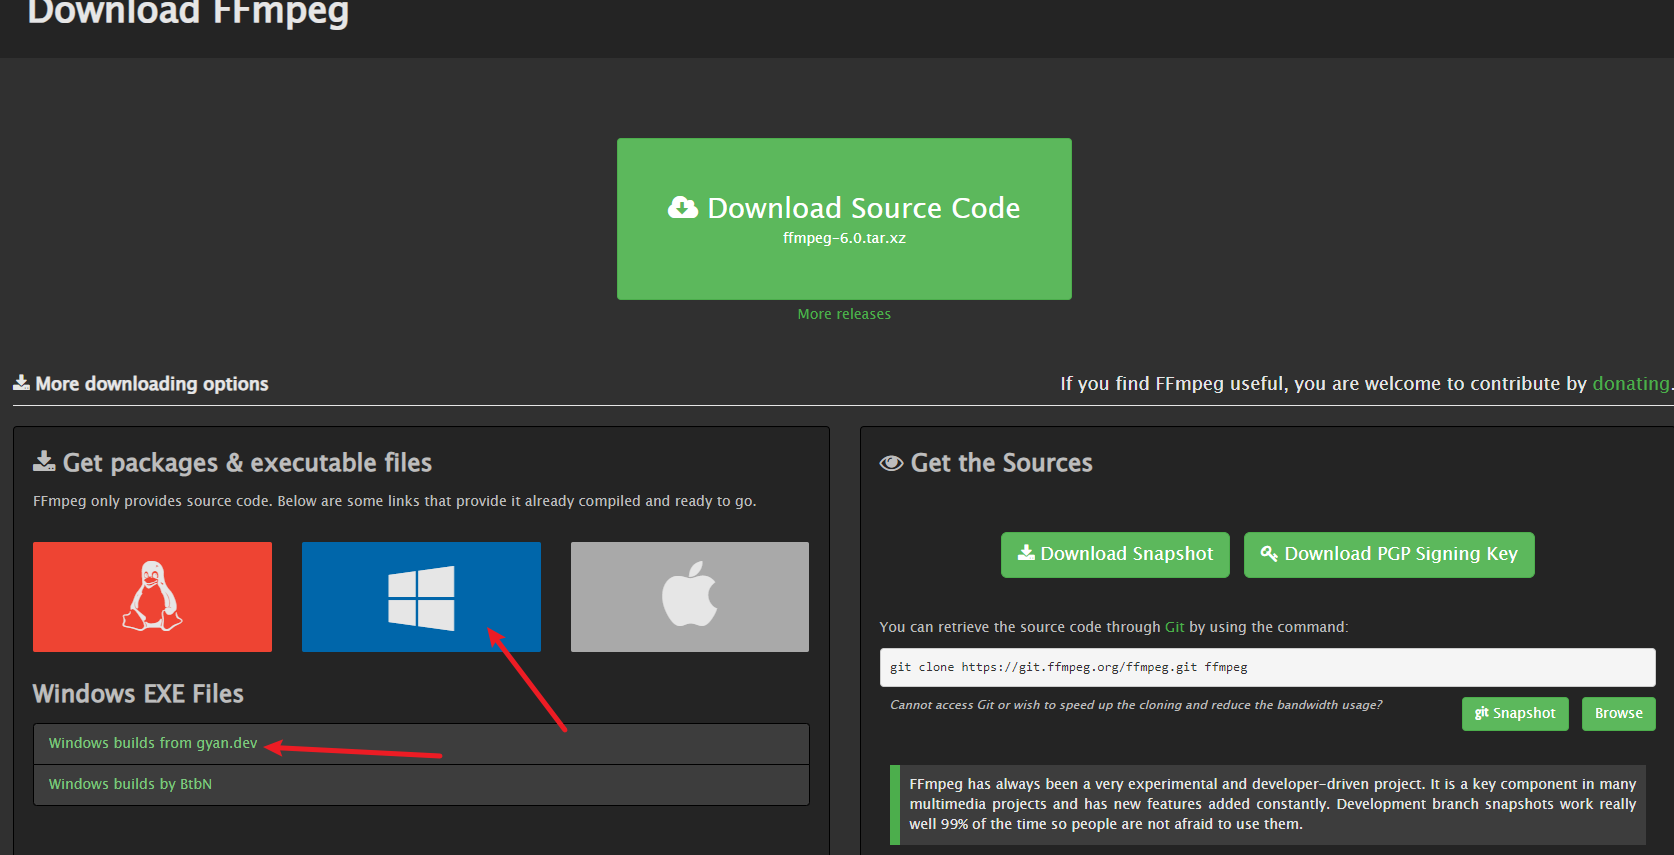 Download FFmpeg
Download Source Code
ffmpeg-6.0.tar.xz
More releases
More downloading options
If you find FFmpeg useful, you are welcome to contribute by donating.
Get packages & executable files
FFmpeg only provides source code. Below are some links that provide it already compiled and ready to go.
Windows EXE Files
Windows builds from gyan.dev
Windows builds by BtbN
Get the Sources
Download Snapshot
Download PGP Signing Key
You can retrieve the source code through Git by using the command:
git clone https://git.ffmpeg.org/ffmpeg.git ffmpeg
Cannot access Git or wish to speed up the cloning and reduce the bandwidth usage?
git Snapshot
Browse
FFmpeg has always been a very experimental and developer-driven project. It is a key component in many
multimedia projects and has new features added constantly. Development branch snapshots work really
well 99% of the time so people are not afraid to use them.